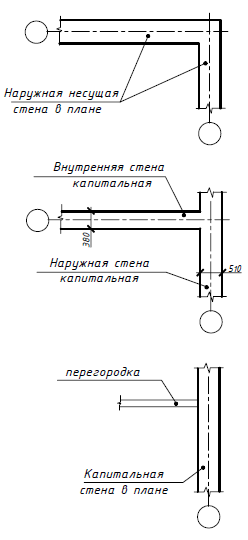 Наружная несущая
стена в плане
Внутренняя стена
капитальная
380
Наружная стена
капитальная
510
перегородка
Капитальная
стена в плане